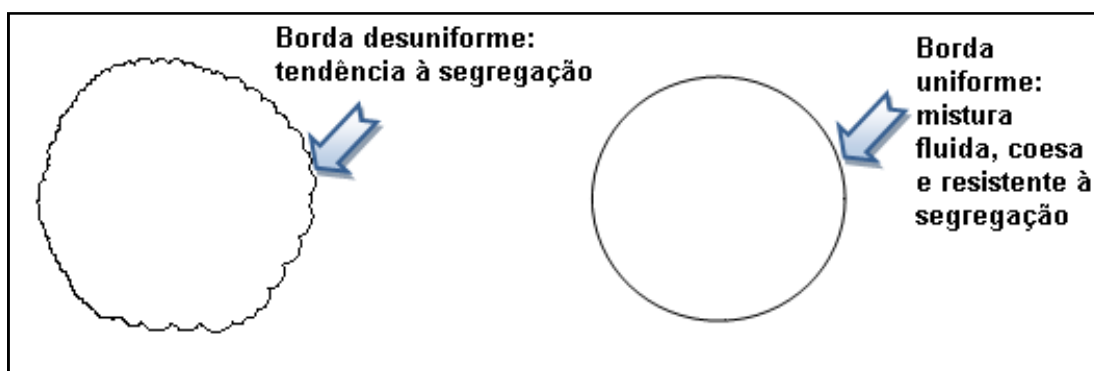 Borda desuniforme:
tendência à segregação
Borda
uniforme:
mistura
fluida, coesa
e resistente à
segregação